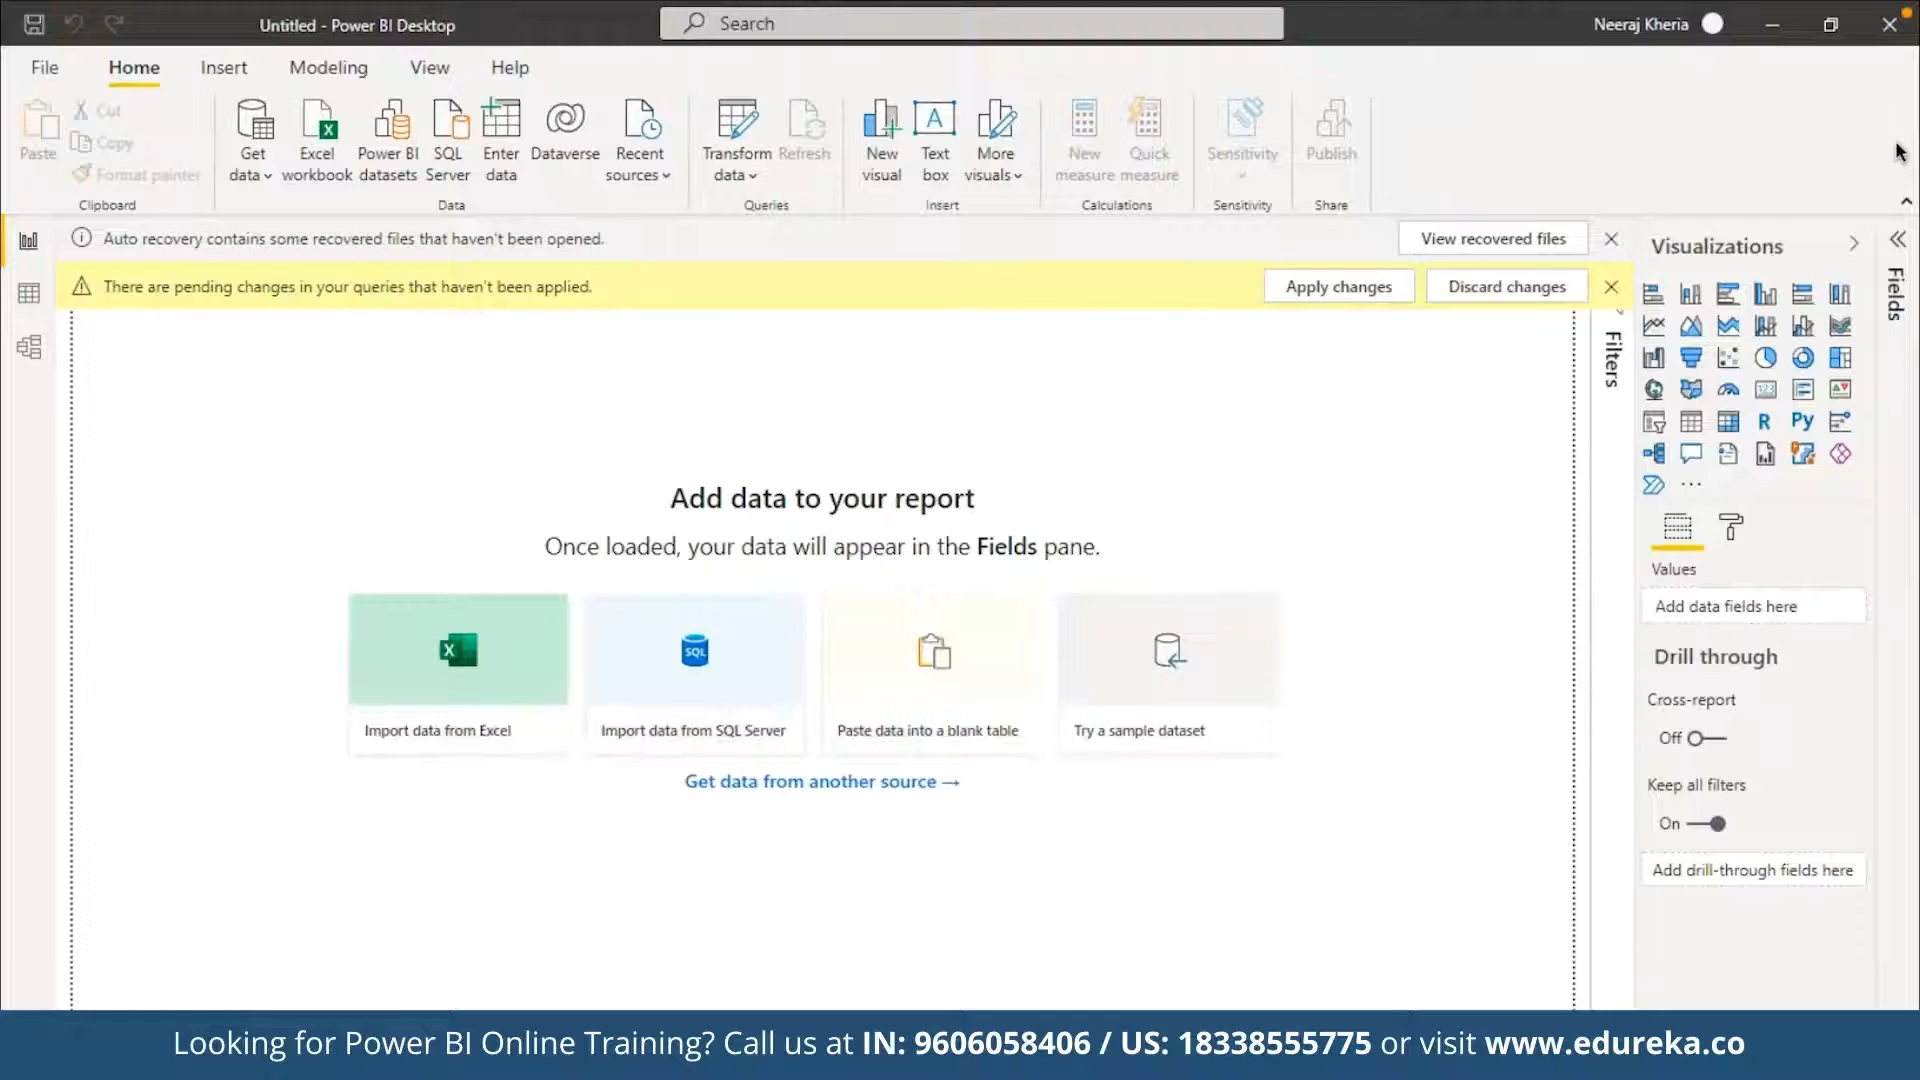 Untitled - Power BI Desktop
Search
Neeraj Kheria
File Home Insert Modeling View Help
Paste
Cut
Copy
Format painter
Clipboard
Get data
Excel workbook
Power BI datasets
SQL Server
Enter data
Dataverse
Recent sources
Data
Transform data
Refresh
Queries
New visual
A
Text box
More visuals
Insert
New measure
Quick measure
Calculations
Sensitivity
Sensitivity
Publish
Share
Auto recovery contains some recovered files that haven't been opened.
View recovered files
There are pending changes in your queries that haven't been applied.
Apply changes
Discard changes
Filters
Visualizations
Fields
123
R
Py
Values
Add data fields here
Drill through
Cross-report
Off
Keep all filters
On
Add drill-through fields here
Add data to your report
Once loaded, your data will appear in the Fields pane.
X
SQL
Import data from Excel
Import data from SQL Server
Paste data into a blank table
Try a sample dataset
Get data from another source →
Looking for Power BI Online Training? Call us at IN: 9606058406 / US: 18338555775 or visit www.edureka.co